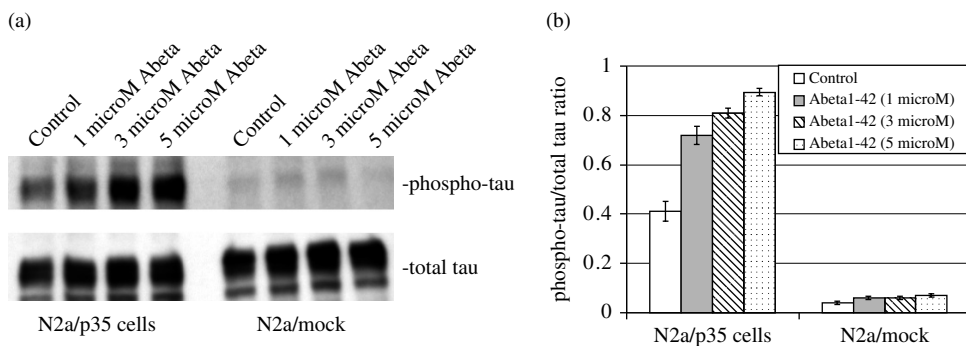 (a)
Control
1 microM Abeta
3 microM Abeta
5 microM Abeta
Control
1 microM Abeta
3 microM Abeta
5 microM Abeta
-phospho-tau
-total tau
N2a/p35 cells
N2a/mock
(b)
phospho-tau/total tau ratio
1
0.8
0.6
0.4
0.2
0
Control
Abeta1-42 (1 microM)
Abeta1-42 (3 microM)
Abeta1-42 (5 microM)
N2a/p35 cells
N2a/mock